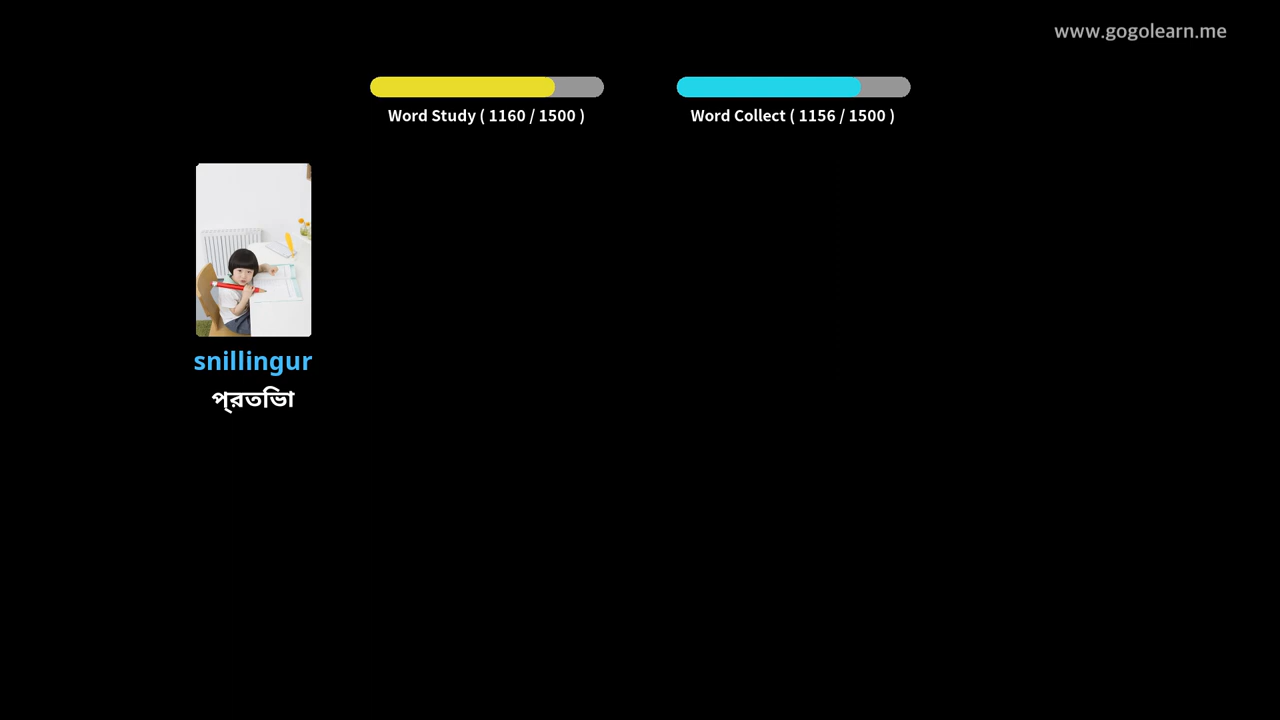 www.gogolearn.me
Word Study ( 1160 / 1500 )
Word Collect ( 1156 / 1500 )
snillingur
প্রতিভা